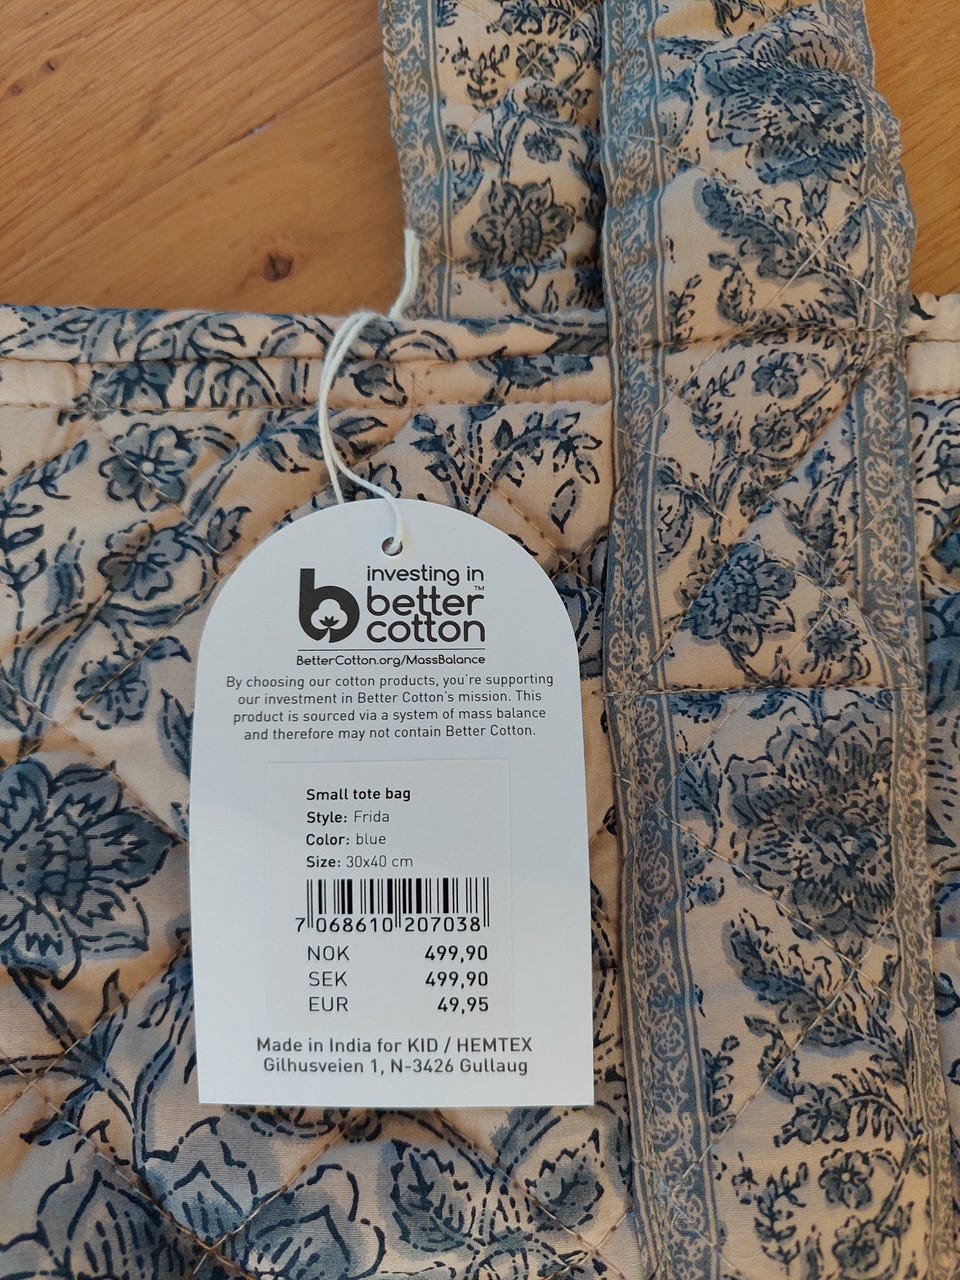 investing in
better™
cotton
BetterCotton.org/MassBalance
By choosing our cotton products, you're supporting
our investment in Better Cotton's mission. This
product is sourced via a system of mass balance
and therefore may not contain Better Cotton.
Small tote bag
Style: Frida
Color: blue
Size: 30x40 cm
7 068610 207038
NOK 499,90
SEK 499,90
EUR 49,95
Made in India for KID / HEMTEX
Gilhusveien 1, N-3426 Gullaug